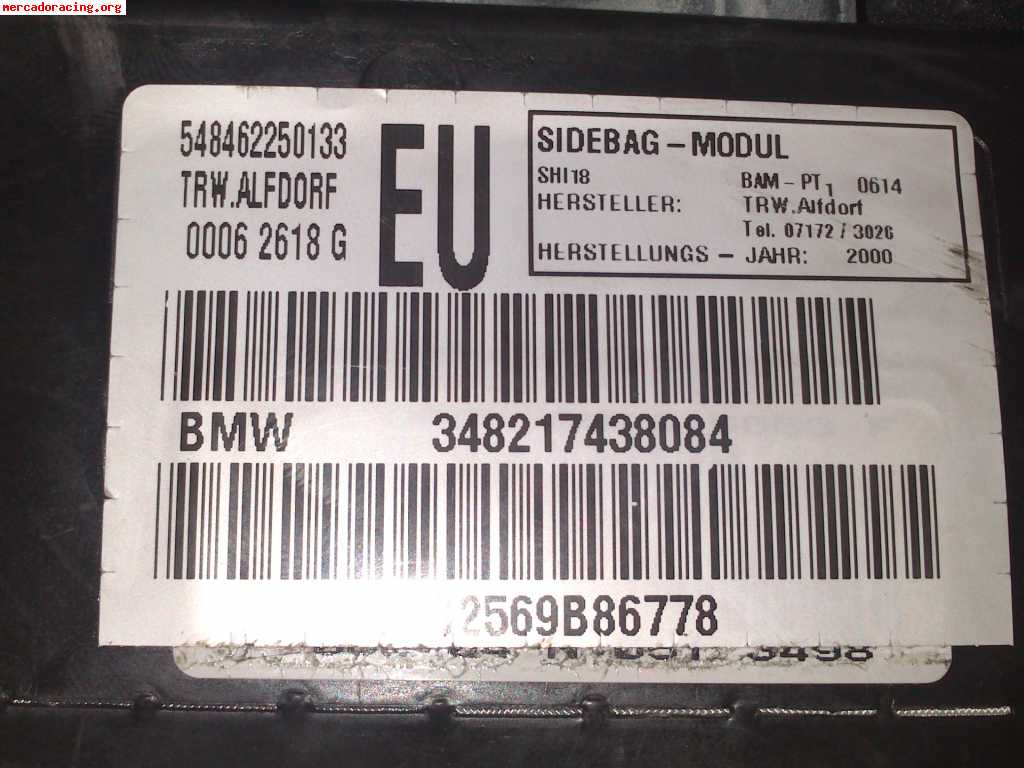 mercadoracing.org
548462250133
TRW.ALFDORF
0006 2618 G
EU
SIDEBAG - MODUL
SHI18 BAM - PT1 0614
HERSTELLER: TRW.Alfdorf
Tel. 07172 / 3026
HERSTELLUNGS - JAHR: 2000
BMW 348217438084
2569B86778
3498